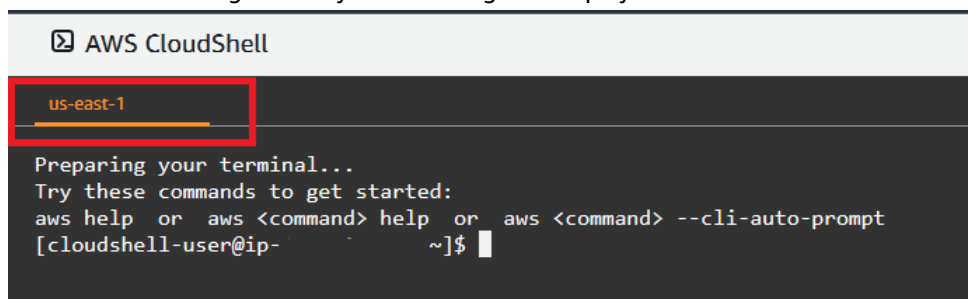 AWS CloudShell
us-east-1
Preparing your terminal...
Try these commands to get started:
aws help or aws <command> help or aws <command> --cli-auto-prompt
[cloudshell-user@ip- ~]$